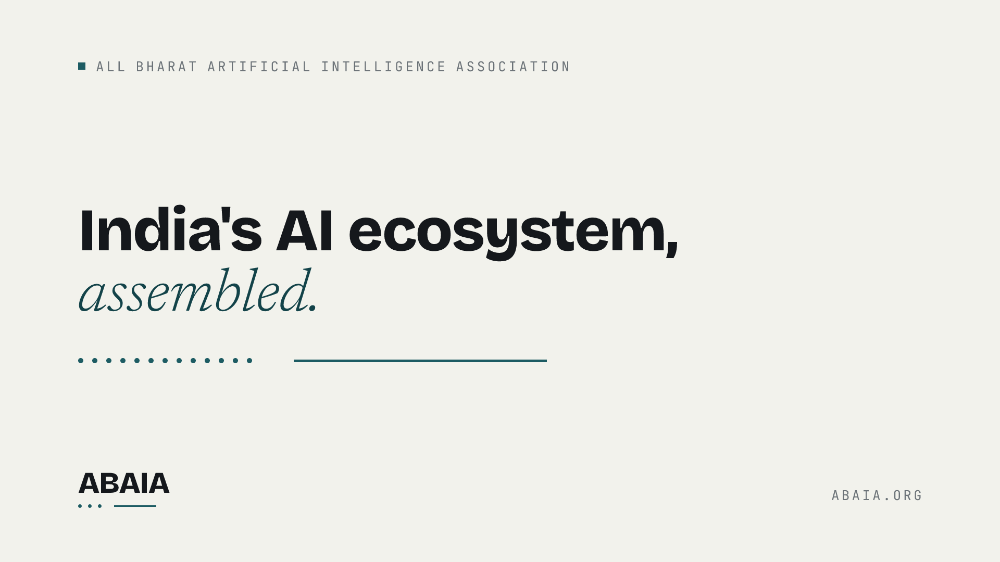 ALL BHARAT ARTIFICIAL INTELLIGENCE ASSOCIATION
India's AI ecosystem,
assembled.
ABAIA
ABAIA.ORG